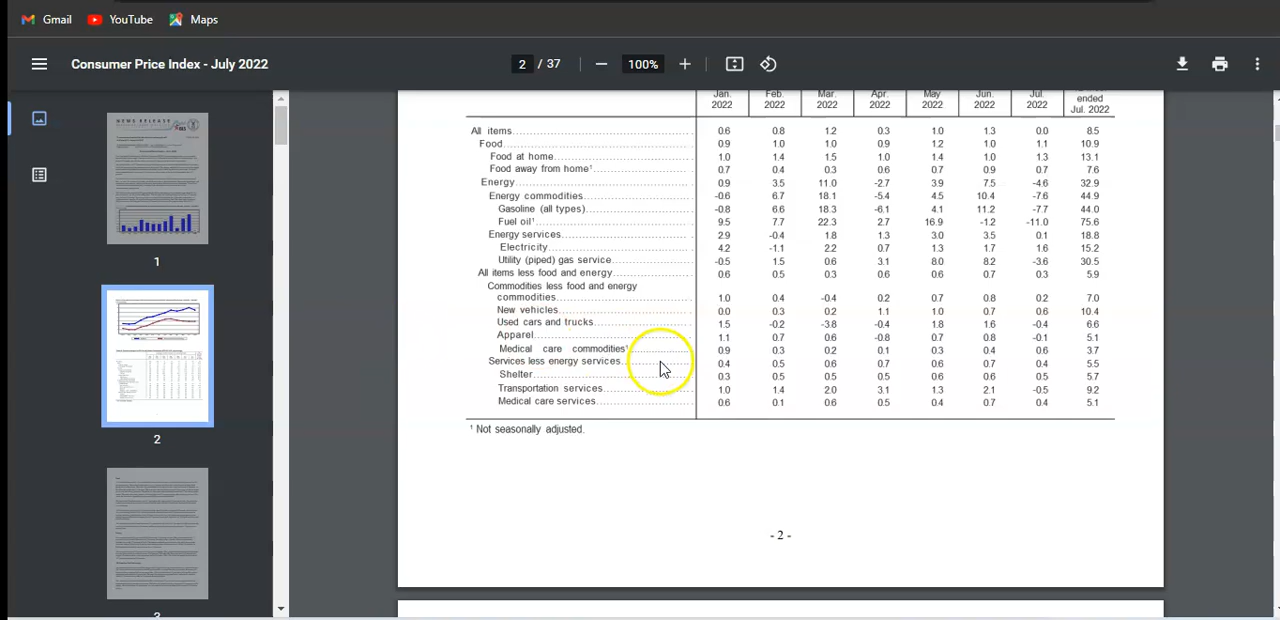 Gmail YouTube Maps
Consumer Price Index - July 2022 2 / 37 100%
Jan. Feb. Mar. Apr. May Jun. Jul. ended
2022 2022 2022 2022 2022 2022 2022 Jul. 2022
All items 0.6 0.8 1.2 0.3 1.0 1.3 0.0 8.5
Food 0.9 1.0 1.0 0.9 1.2 1.0 1.1 10.9
Food at home 1.0 1.4 1.5 1.0 1.4 1.0 1.3 13.1
Food away from home¹ 0.7 0.4 0.3 0.6 0.7 0.9 0.7 7.6
Energy 0.9 3.5 11.0 -2.7 3.9 7.5 -4.6 32.9
Energy commodities -0.6 6.7 18.1 -5.4 4.5 10.4 -7.6 44.9
Gasoline (all types) -0.8 6.6 18.3 -6.1 4.1 11.2 -7.7 44.0
Fuel oil¹ 9.5 7.7 22.3 2.7 16.9 -1.2 -11.0 75.6
Energy services 2.9 -0.4 1.8 1.3 3.0 3.5 0.1 18.8
Electricity 4.2 -1.1 2.2 0.7 1.3 1.7 1.6 15.2
Utility (piped) gas service -0.5 1.5 0.6 3.1 8.0 8.2 -3.6 30.5
All items less food and energy 0.6 0.5 0.3 0.6 0.6 0.7 0.3 5.9
Commodities less food and energy
commodities 1.0 0.4 -0.4 0.2 0.7 0.8 0.2 7.0
New vehicles 0.0 0.3 0.2 1.1 1.0 0.7 0.6 10.4
Used cars and trucks 1.5 -0.2 -3.8 -0.4 1.8 1.6 -0.4 6.6
Apparel 1.1 0.7 0.6 -0.8 0.7 0.8 -0.1 5.1
Medical care commodities¹ 0.9 0.3 0.2 0.1 0.3 0.4 0.6 3.7
Services less energy services 0.4 0.5 0.6 0.7 0.6 0.7 0.4 5.5
Shelter 0.3 0.5 0.5 0.5 0.6 0.6 0.5 5.7
Transportation services 1.0 1.4 2.0 3.1 1.3 2.1 -0.5 9.2
Medical care services 0.6 0.1 0.6 0.5 0.4 0.7 0.4 5.1
¹ Not seasonally adjusted.
- 2 -
NEWS RELEASE
1
2
3